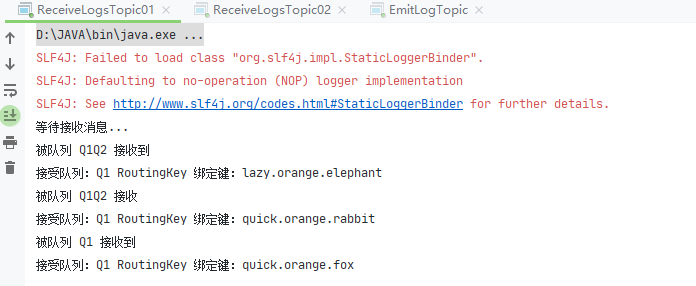 ReceiveLogsTopic01 ReceiveLogsTopic02 EmitLogTopic
D:\JAVA\bin\java.exe ...
SLF4J: Failed to load class "org.slf4j.impl.StaticLoggerBinder".
SLF4J: Defaulting to no-operation (NOP) logger implementation
SLF4J: See http://www.slf4j.org/codes.html#StaticLoggerBinder for further details.
等待接收消息...
被队列 Q1Q2 接收到
接受队列：Q1 RoutingKey 绑定键：lazy.orange.elephant
被队列 Q1Q2 接收
接受队列：Q1 RoutingKey 绑定键：quick.orange.rabbit
被队列 Q1 接收到
接受队列：Q1 RoutingKey 绑定键：quick.orange.fox